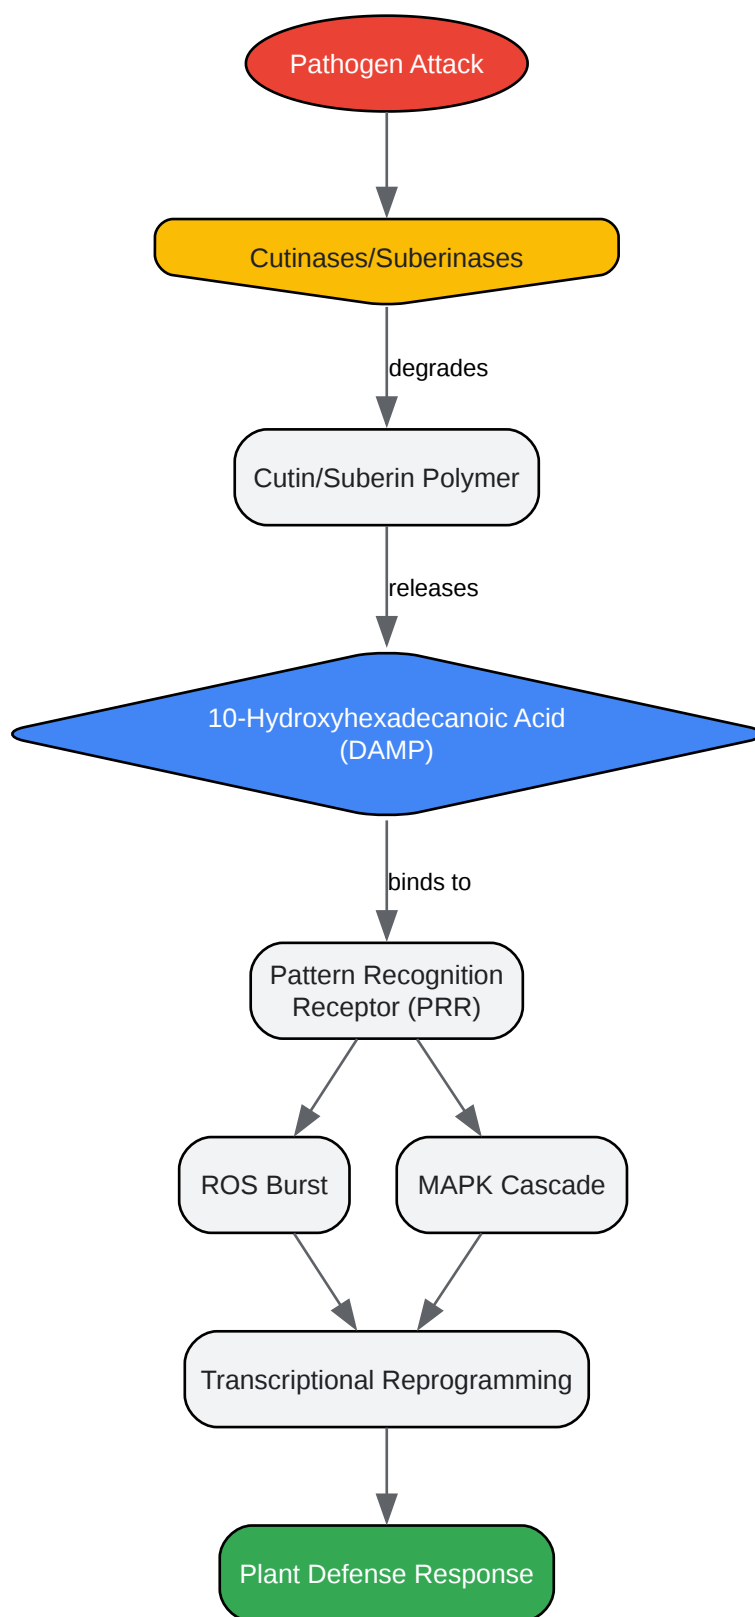 Pathogen Attack
Cutinases/Suberinases
degrades
Cutin/Suberin Polymer
releases
10-Hydroxyhexadecanoic Acid
(DAMP)
binds to
Pattern Recognition
Receptor (PRR)
ROS Burst
MAPK Cascade
Transcriptional Reprogramming
Plant Defense Response